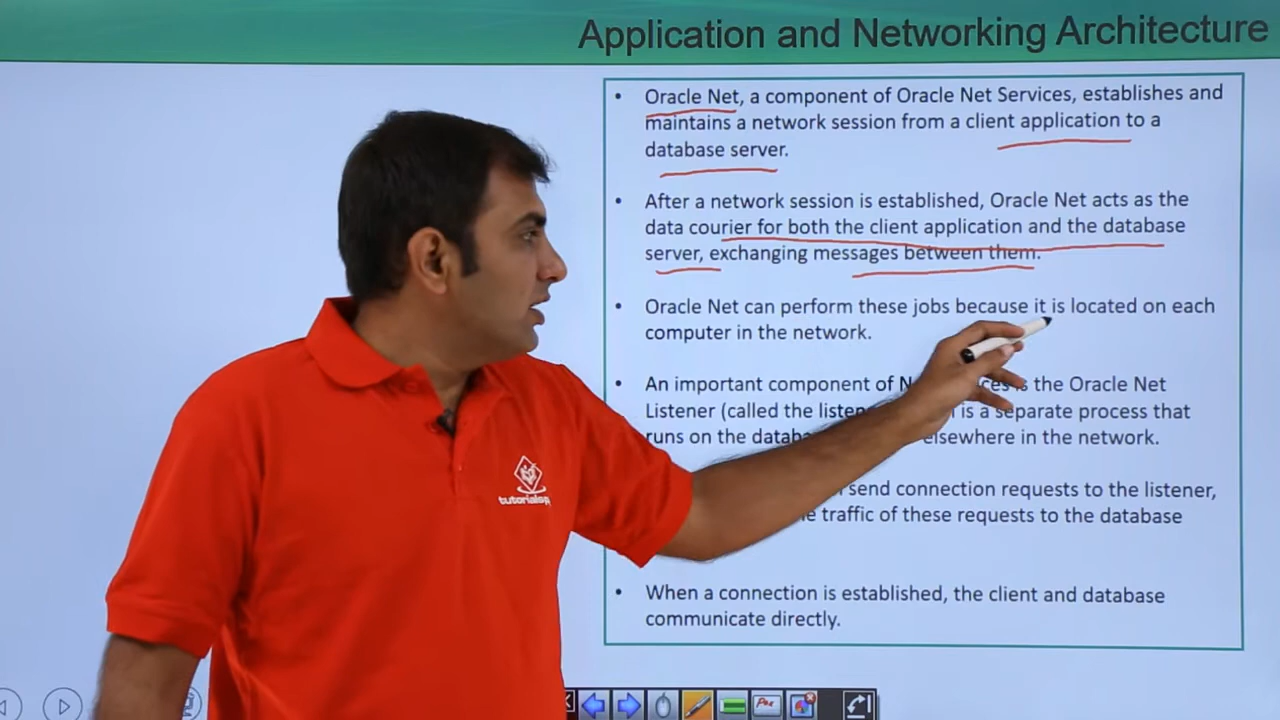 Application and Networking Architecture
• Oracle Net, a component of Oracle Net Services, establishes and
maintains a network session from a client application to a
database server.
• After a network session is established, Oracle Net acts as the
data courier for both the client application and the database
server, exchanging messages between them.
• Oracle Net can perform these jobs because it is located on each
computer in the network.
• An important component of is the Oracle Net
Listener (called the is a separate process that
runs on the elsewhere in the network.
send connection requests to the listener,
traffic of these requests to the database
• When a connection is established, the client and database
communicate directly.